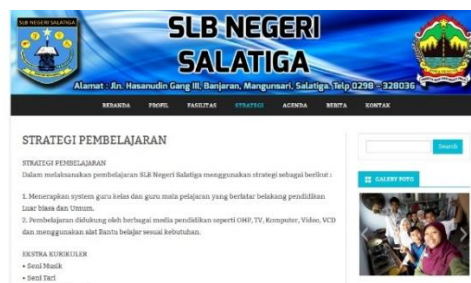 SLB NEGERI SALATIGA
SLB NEGERI
SALATIGA
Alamat : Jln. Hasanudin Gang III, Banjaran, Mangunsari, Salatiga. Telp 0298 - 328036
BERANDA PROFIL FASILITAS STRATEGI AGENDA BERITA KONTAK
STRATEGI PEMBELAJARAN
Search
STRATEGI PEMBELAJARAN
Dalam melaksanakan pembelajaran SLB Negeri Salatiga menggunakan strategi sebagai berikut :
GALERY FOTO
1. Menerapkan system guru kelas dan guru mata pelajaran yang berlatar belakang pendidikan
Luar biasa dan Umum.
2. Pembelajaran didukung oleh berbagai media pendidikan seperti OHP, TV, Komputer, Video, VCD
dan menggunakan alat Bantu belajar sesuai kebutuhan.
EKSTRA KURIKULER
• Seni Musik
• Seni Tari